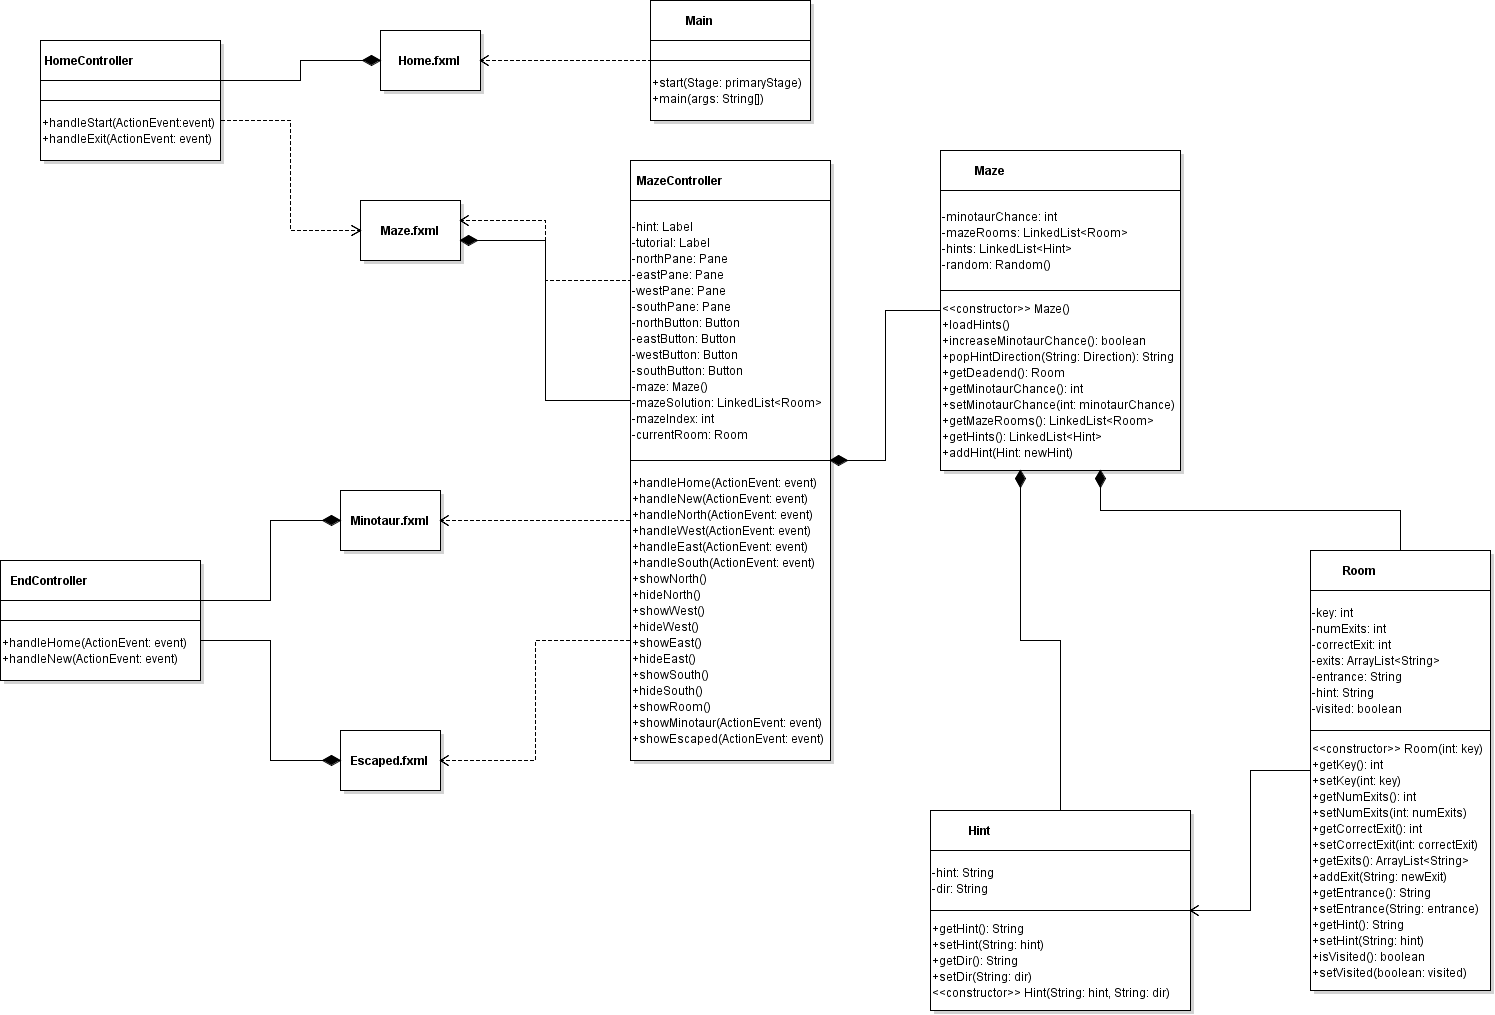 Main
+start(Stage: primaryStage)
+main(args: String[])
Home.fxml
HomeController
+handleStart(ActionEvent:event)
+handleExit(ActionEvent: event)
Maze.fxml
MazeController
-hint: Label
-tutorial: Label
-northPane: Pane
-eastPane: Pane
-westPane: Pane
-southPane: Pane
-northButton: Button
-eastButton: Button
-westButton: Button
-southButton: Button
-maze: Maze()
-mazeSolution: LinkedList<Room>
-mazeIndex: int
-currentRoom: Room
+handleHome(ActionEvent: event)
+handleNew(ActionEvent: event)
+handleNorth(ActionEvent: event)
+handleWest(ActionEvent: event)
+handleEast(ActionEvent: event)
+handleSouth(ActionEvent: event)
+showNorth()
+hideNorth()
+showWest()
+hideWest()
+showEast()
+hideEast()
+showSouth()
+hideSouth()
+showRoom()
+showMinotaur(ActionEvent: event)
+showEscaped(ActionEvent: event)
Maze
-minotaurChance: int
-mazeRooms: LinkedList<Room>
-hints: LinkedList<Hint>
-random: Random()
<<constructor>> Maze()
+loadHints()
+increaseMinotaurChance(): boolean
+popHintDirection(String: Direction): String
+getDeadend(): Room
+getMinotaurChance(): int
+setMinotaurChance(int: minotaurChance)
+getMazeRooms(): LinkedList<Room>
+getHints(): LinkedList<Hint>
+addHint(Hint: newHint)
Minotaur.fxml
EndController
+handleHome(ActionEvent: event)
+handleNew(ActionEvent: event)
Escaped.fxml
Room
-key: int
-numExits: int
-correctExit: int
-exits: ArrayList<String>
-entrance: String
-hint: String
-visited: boolean
<<constructor>> Room(int: key)
+getKey(): int
+setKey(int: key)
+getNumExits(): int
+setNumExits(int: numExits)
+getCorrectExit(): int
+setCorrectExit(int: correctExit)
+getExits(): ArrayList<String>
+addExit(String: newExit)
+getEntrance(): String
+setEntrance(String: entrance)
+getHint(): String
+setHint(String: hint)
+isVisited(): boolean
+setVisited(boolean: visited)
Hint
-hint: String
-dir: String
+getHint(): String
+setHint(String: hint)
+getDir(): String
+setDir(String: dir)
<<constructor>> Hint(String: hint, String: dir)